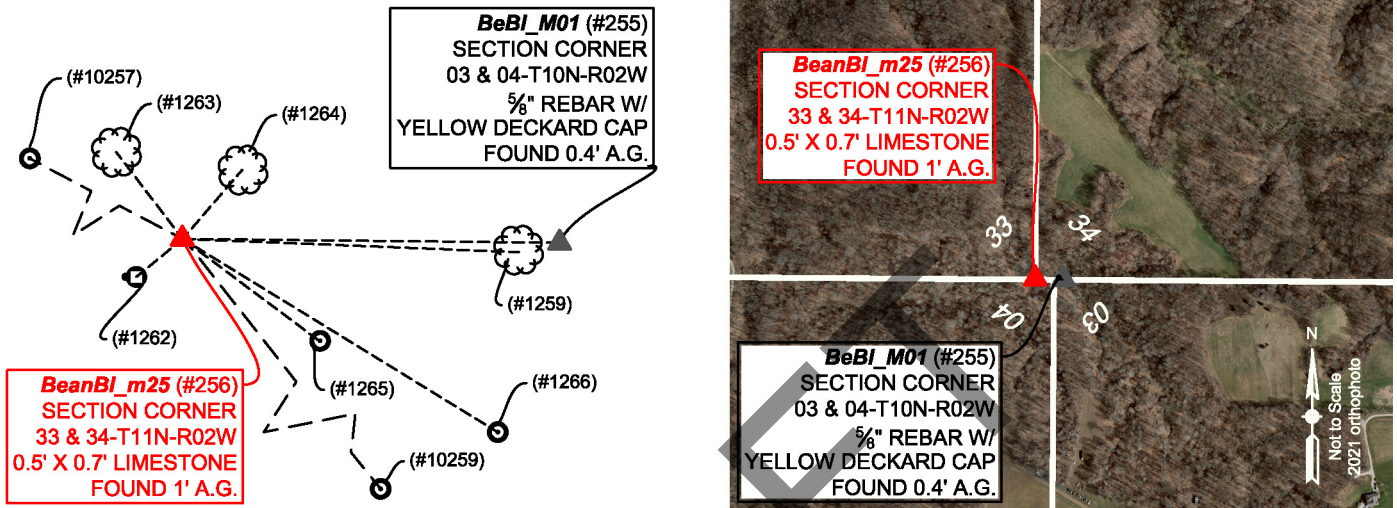 BeBl_M01 (#255)
SECTION CORNER
03 & 04-T10N-R02W
⅝" REBAR W/
YELLOW DECKARD CAP
FOUND 0.4' A.G.
(#10257)
(#1263)
(#1264)
(#1259)
(#1262)
(#1265)
(#1266)
(#10259)
BeanBl_m25 (#256)
SECTION CORNER
33 & 34-T11N-R02W
0.5' X 0.7' LIMESTONE
FOUND 1' A.G.
BeanBl_m25 (#256)
SECTION CORNER
33 & 34-T11N-R02W
0.5' X 0.7' LIMESTONE
FOUND 1' A.G.
33
34
04
03
BeBl_M01 (#255)
SECTION CORNER
03 & 04-T10N-R02W
⅝" REBAR W/
YELLOW DECKARD CAP
FOUND 0.4' A.G.
N
Not to Scale
2021 orthophoto